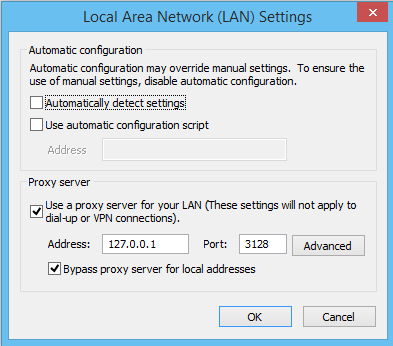 Local Area Network (LAN) Settings
Automatic configuration
Automatic configuration may override manual settings. To ensure the
use of manual settings, disable automatic configuration.
Automatically detect settings
Use automatic configuration script
Address
Proxy server
Use a proxy server for your LAN (These settings will not apply to
dial-up or VPN connections).
Address: 127.0.0.1 Port: 3128 Advanced
Bypass proxy server for local addresses
OK Cancel